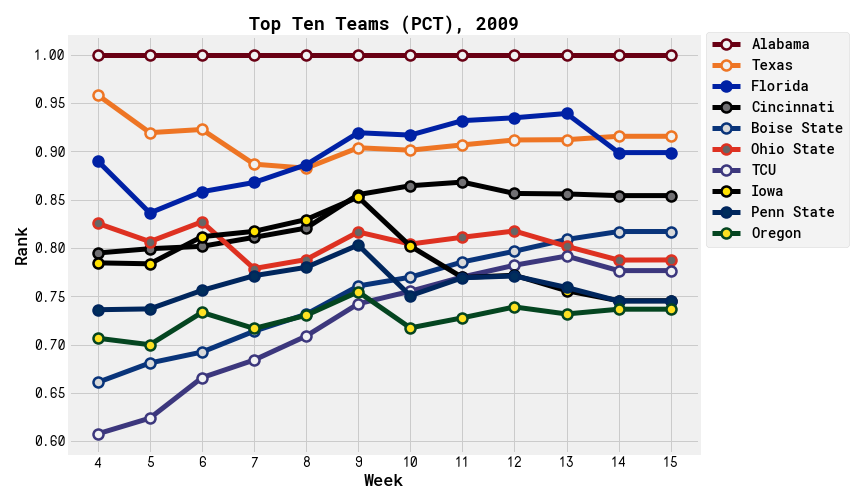 Top Ten Teams (PCT), 2009
1.00
0.95
0.90
0.85
0.80
0.75
0.70
0.65
0.60
Rank
4 5 6 7 8 9 10 11 12 13 14 15
Week
Alabama
Texas
Florida
Cincinnati
Boise State
Ohio State
TCU
Iowa
Penn State
Oregon